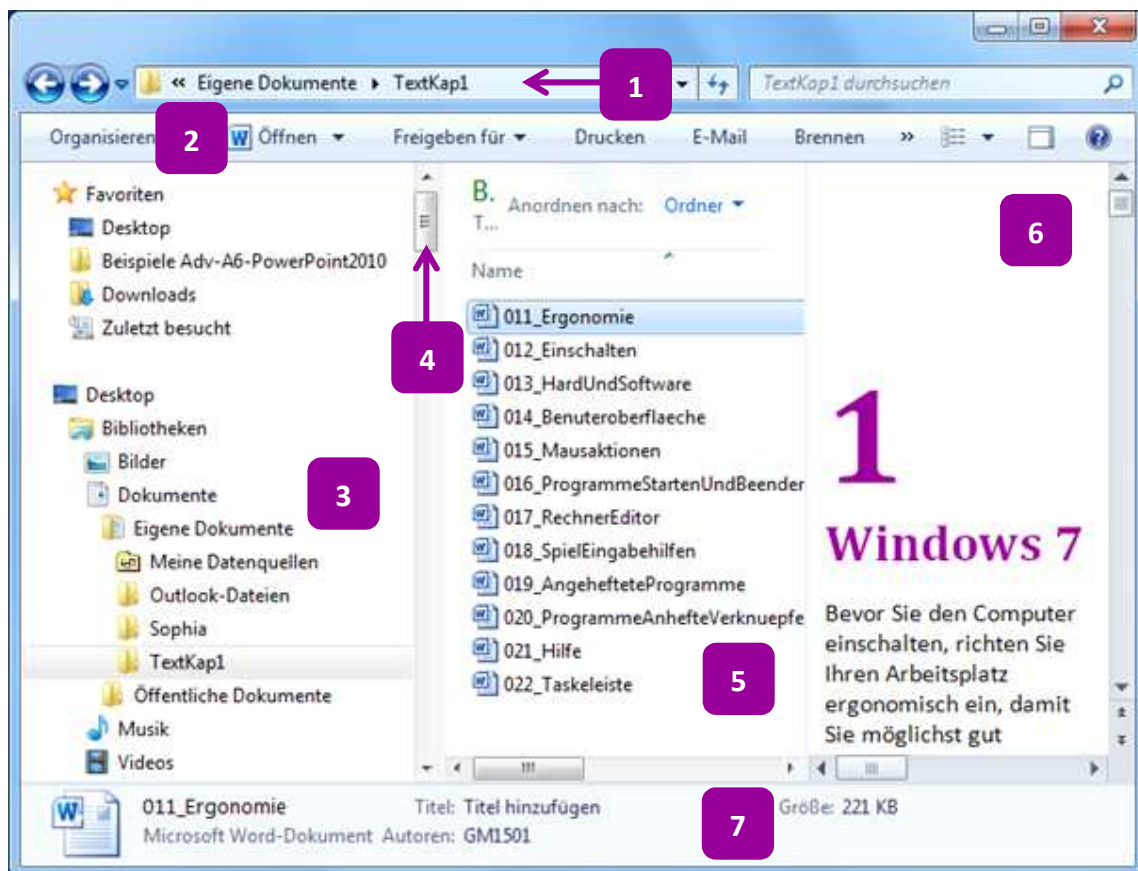 « Eigene Dokumente TextKap1 1 TextKap1 durchsuchen
Organisieren 2 Öffnen Freigeben für Drucken E-Mail Brennen »
Favoriten
Desktop
Beispiele Adv-A6-PowerPoint2010
Downloads
Zuletzt besucht
4
Desktop
Bibliotheken
Bilder
Dokumente
3
Eigene Dokumente
Meine Datenquellen
Outlook-Dateien
Sophia
TextKap1
Öffentliche Dokumente
Musik
Videos
B.
T...
Anordnen nach: Ordner
Name
011_Ergonomie
012_Einschalten
013_HardUndSoftware
014_Benuteroberflaeche
015_Mausaktionen
016_ProgrammeStartenUndBeender
017_RechnerEditor
018_SpielEingabehilfen
019_AngehefteteProgramme
020_ProgrammeAnhefteVerknuepfe
021_Hilfe
022_Taskeleiste
5
6
1
Windows 7
Bevor Sie den Computer
einschalten, richten Sie
Ihren Arbeitsplatz
ergonomisch ein, damit
Sie möglichst gut
011_Ergonomie Titel: Titel hinzufügen 7 Größe: 221 KB
Microsoft Word-Dokument Autoren: GM1501